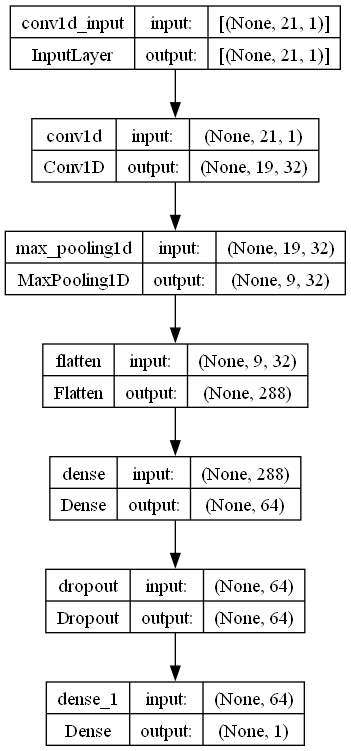 conv1d_input input: [(None, 21, 1)]
InputLayer output: [(None, 21, 1)]
conv1d input: (None, 21, 1)
Conv1D output: (None, 19, 32)
max_pooling1d input: (None, 19, 32)
MaxPooling1D output: (None, 9, 32)
flatten input: (None, 9, 32)
Flatten output: (None, 288)
dense input: (None, 288)
Dense output: (None, 64)
dropout input: (None, 64)
Dropout output: (None, 64)
dense_1 input: (None, 64)
Dense output: (None, 1)